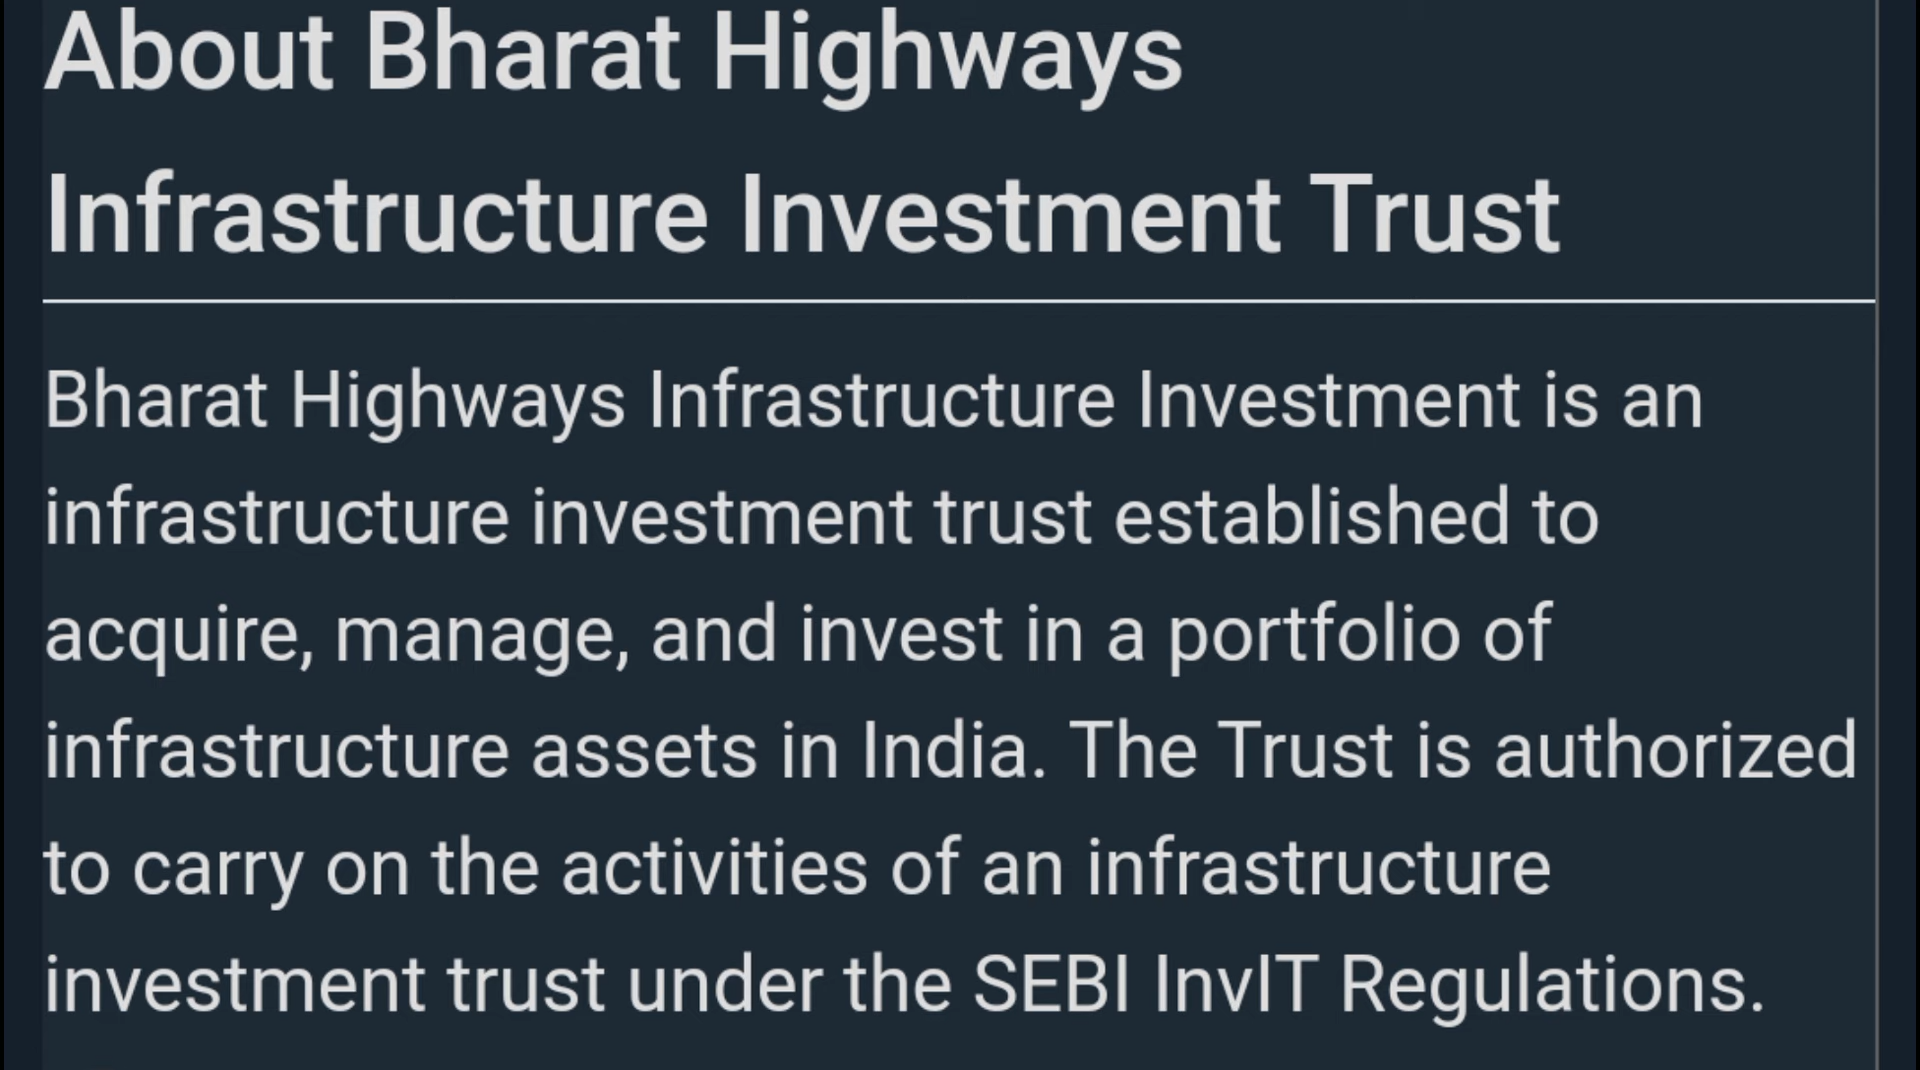 About Bharat Highways
Infrastructure Investment Trust
Bharat Highways Infrastructure Investment is an
infrastructure investment trust established to
acquire, manage, and invest in a portfolio of
infrastructure assets in India. The Trust is authorized
to carry on the activities of an infrastructure
investment trust under the SEBI InvIT Regulations.